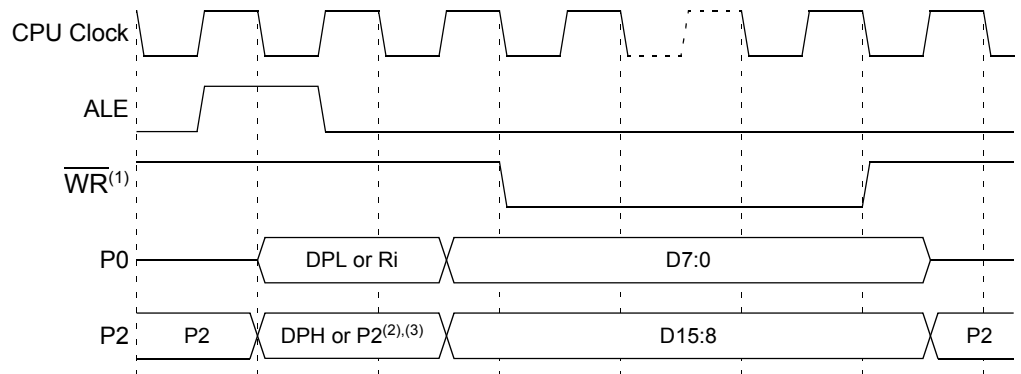 CPU Clock
ALE
WR(1)
P0 DPL or Ri D7:0
P2 P2 DPH or P2(2),(3) D15:8 P2